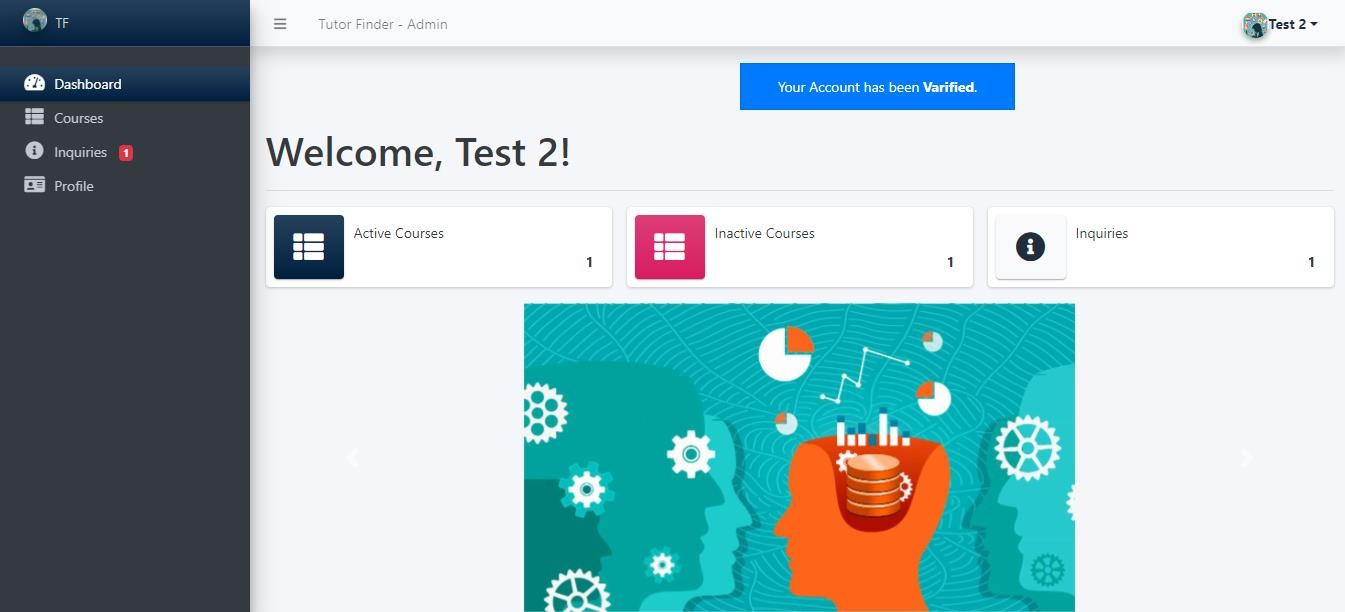 TF
Tutor Finder - Admin
Test 2
Dashboard
Courses
Inquiries 1
Profile
Your Account has been Varified.
Welcome, Test 2!
Active Courses
1
Inactive Courses
1
Inquiries
1